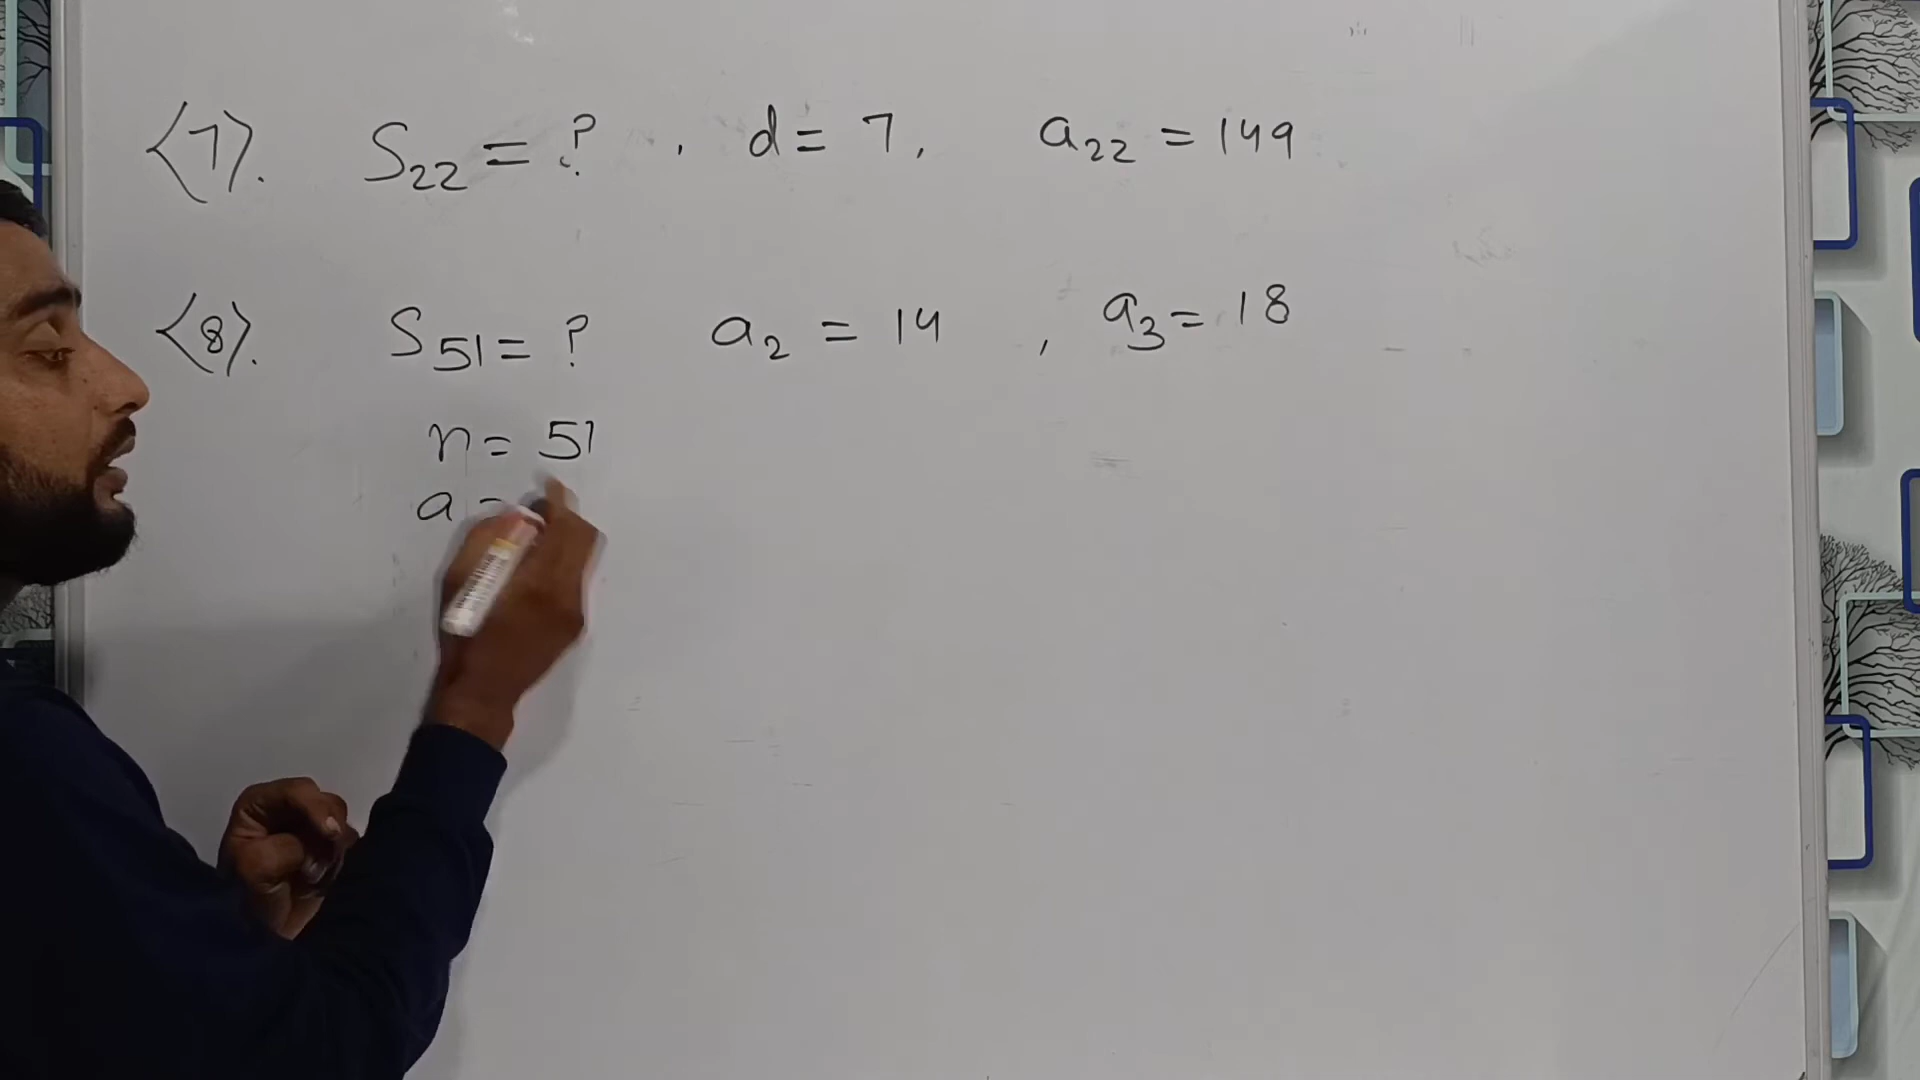 <7>. S22 = ? , d = 7, a22 = 149
<8>. S51 = ? a2 = 14 , a3 = 18
n = 51
a =